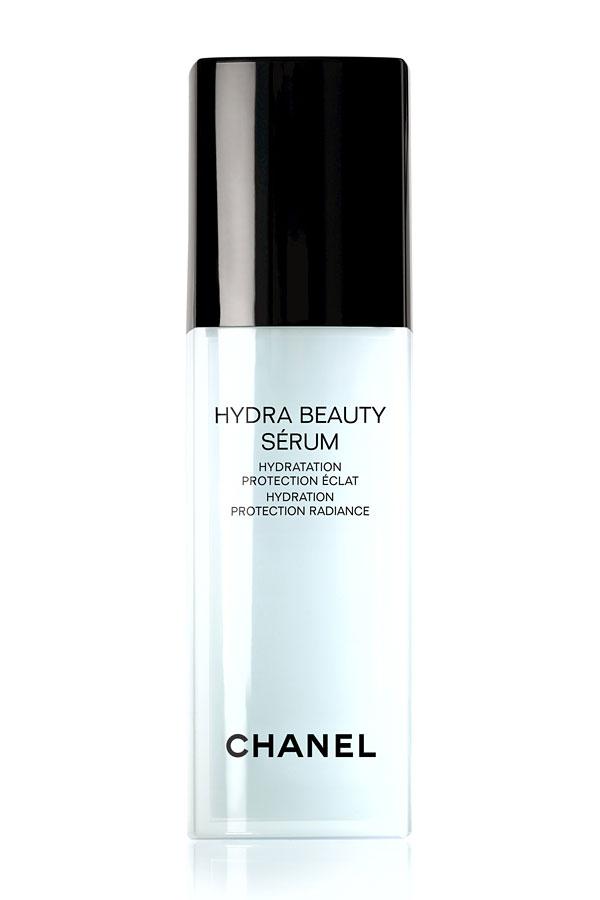 HYDRA BEAUTY
SÉRUM
HYDRATATION
PROTECTION ÉCLAT
HYDRATION
PROTECTION RADIANCE
CHANEL